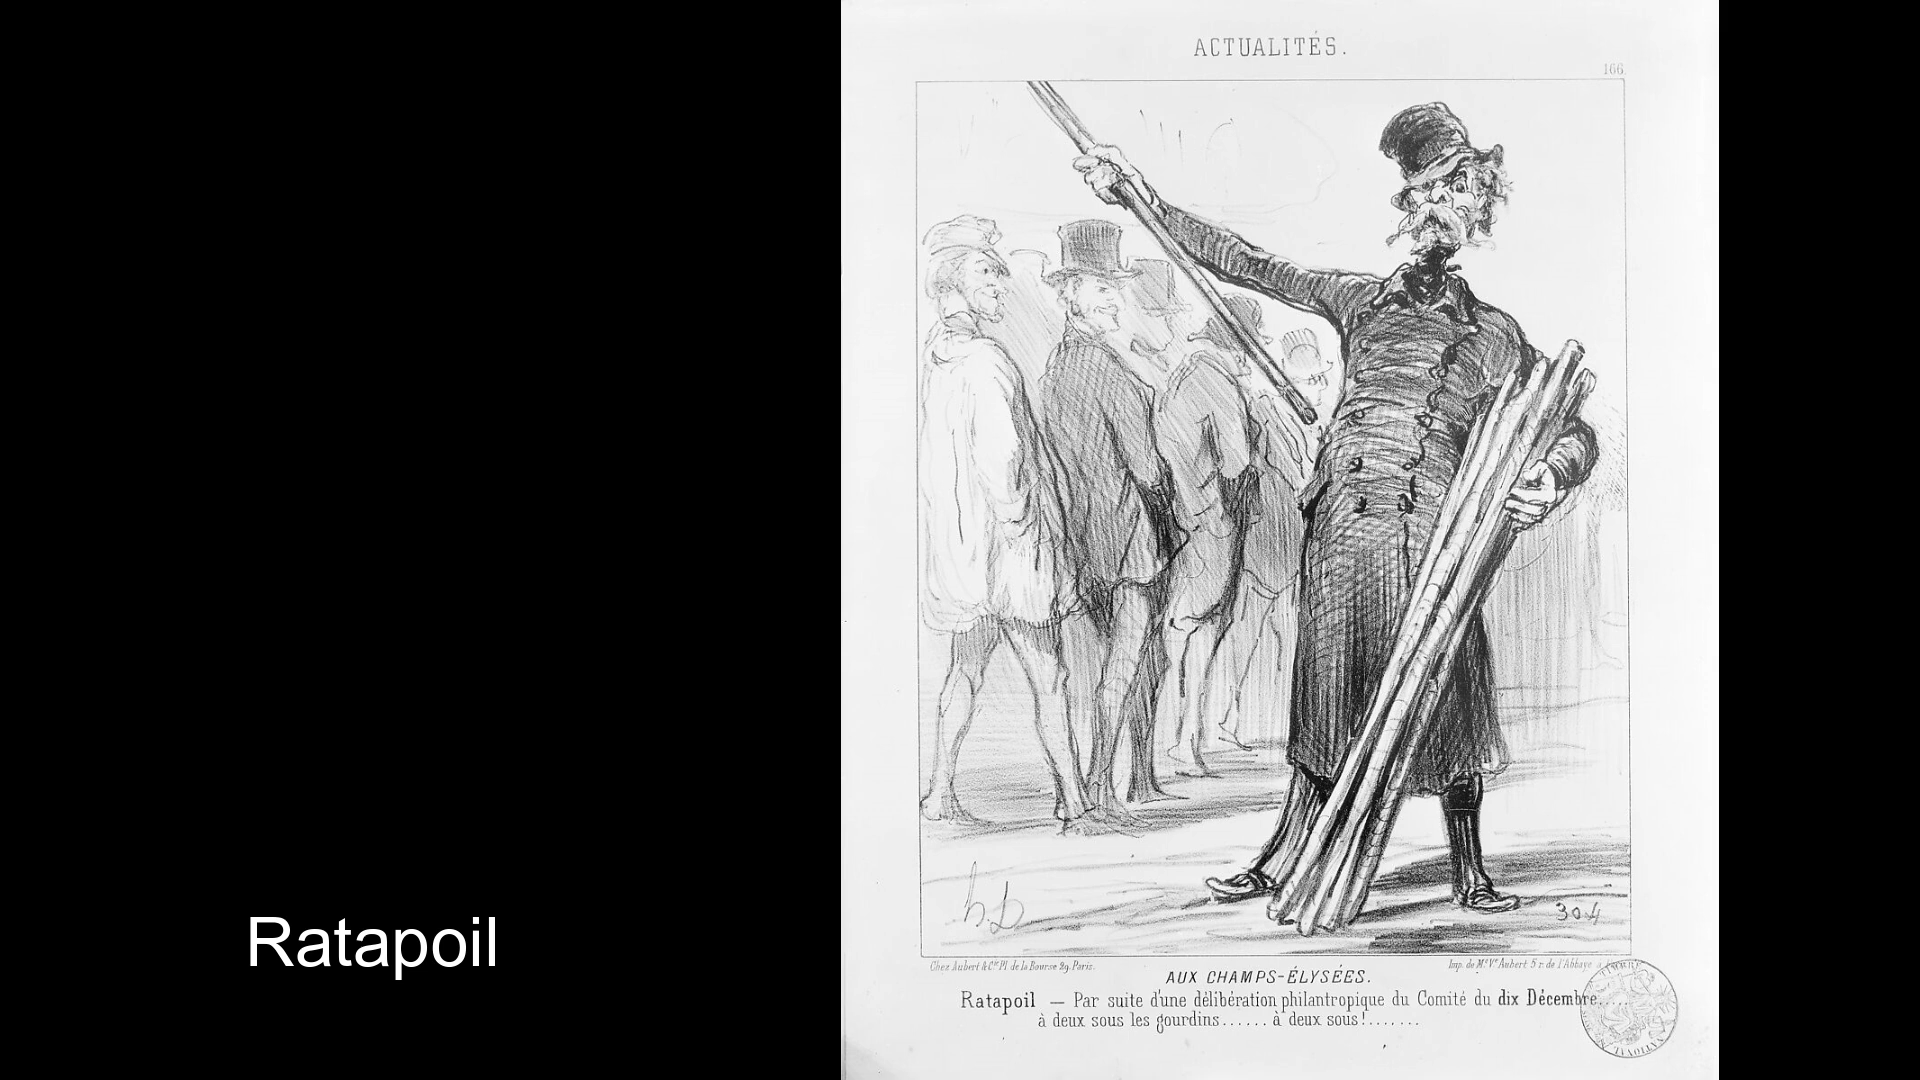 ACTUALITÉS.
166.
h.D.
304
Chez Aubert & Cie Pl. de la Bourse 29, Paris.
Imp. de Me Ve Aubert 5 r. de l'Abbaye
AUX CHAMPS-ÉLYSÉES.
Ratapoil — Par suite d'une délibération philantropique du Comité du dix Décembre.....
à deux sous les gourdins...... à deux sous!.......
Ratapoil